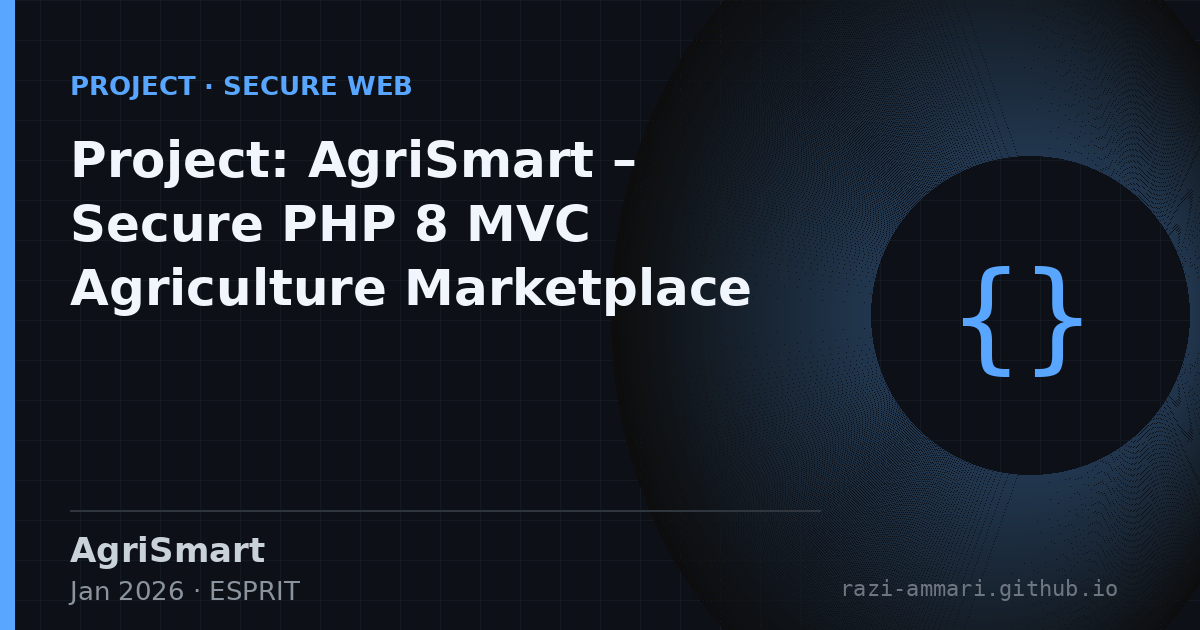 PROJECT · SECURE WEB
Project: AgriSmart –
Secure PHP 8 MVC
Agriculture Marketplace
{}
AgriSmart
Jan 2026 · ESPRIT
razi-ammari.github.io